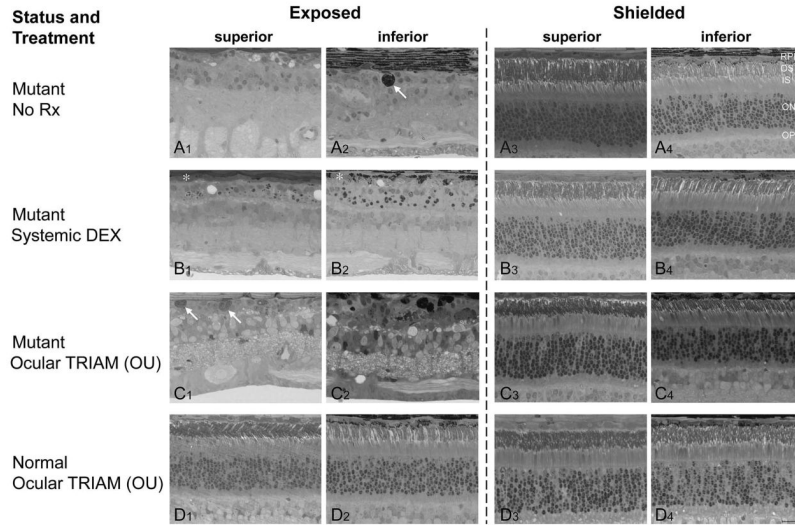 Status and Treatment
Exposed
Shielded
superior
inferior
superior
inferior
Mutant
No Rx
A1
A2
A3
A4
RPE
OS
IS
ON
OP
Mutant
Systemic DEX
*
B1
*
B2
B3
B4
Mutant
Ocular TRIAM (OU)
C1
C2
C3
C4
Normal
Ocular TRIAM (OU)
D1
D2
D3
D4